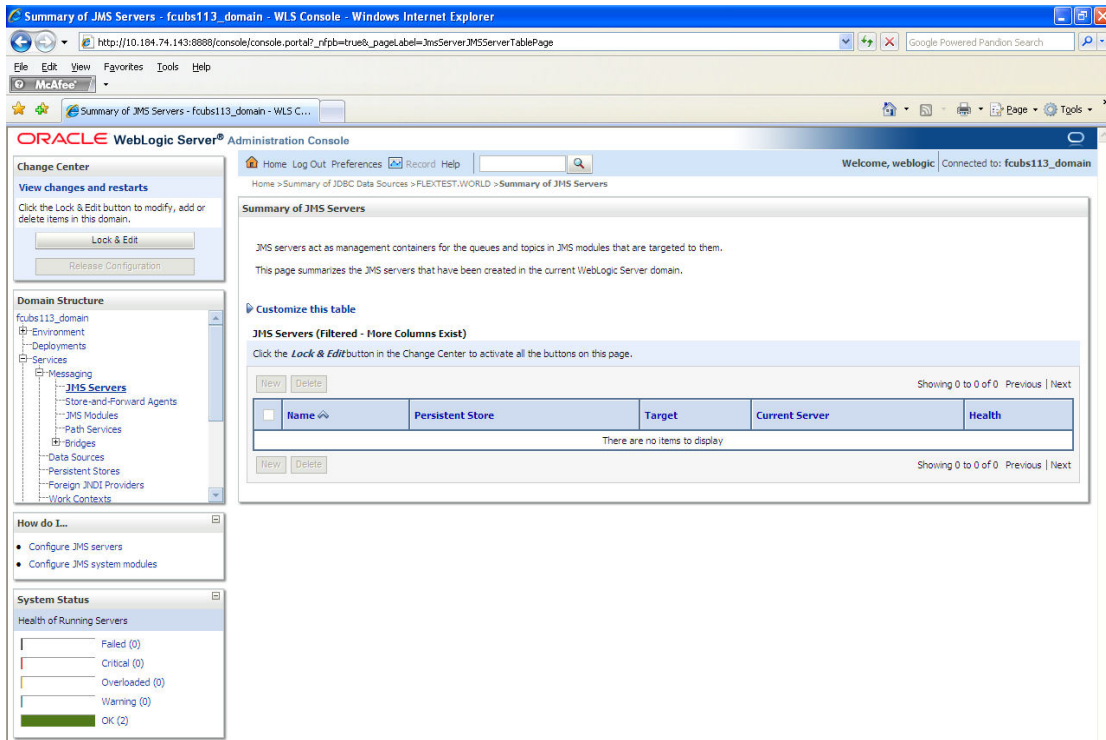 Summary of JMS Servers - fcubs113_domain - WLS Console - Windows Internet Explorer
http://10.184.74.143:8888/console/console.portal?_nfpb=true&_pageLabel=JmsServerJMSServerTablePage
Google Powered Pandion Search
File Edit View Favorites Tools Help
McAfee
Summary of JMS Servers - fcubs113_domain - WLS C...
Page Tools
ORACLE WebLogic Server® Administration Console
Change Center
View changes and restarts
Click the Lock & Edit button to modify, add or
delete items in this domain.
Lock & Edit
Release Configuration
Domain Structure
fcubs113_domain
Environment
Deployments
Services
Messaging
JMS Servers
Store-and-Forward Agents
JMS Modules
Path Services
Bridges
Data Sources
Persistent Stores
Foreign JNDI Providers
Work Contexts
How do I...
Configure JMS servers
Configure JMS system modules
System Status
Health of Running Servers
Failed (0)
Critical (0)
Overloaded (0)
Warning (0)
OK (2)
Home Log Out Preferences Record Help
Welcome, weblogic Connected to: fcubs113_domain
Home >Summary of JDBC Data Sources >FLEXTEST.WORLD >Summary of JMS Servers
Summary of JMS Servers
JMS servers act as management containers for the queues and topics in JMS modules that are targeted to them.
This page summarizes the JMS servers that have been created in the current WebLogic Server domain.
Customize this table
JMS Servers (Filtered - More Columns Exist)
Click the Lock & Edit button in the Change Center to activate all the buttons on this page.
New Delete Showing 0 to 0 of 0 Previous | Next
Name Persistent Store Target Current Server Health
There are no items to display
New Delete Showing 0 to 0 of 0 Previous | Next